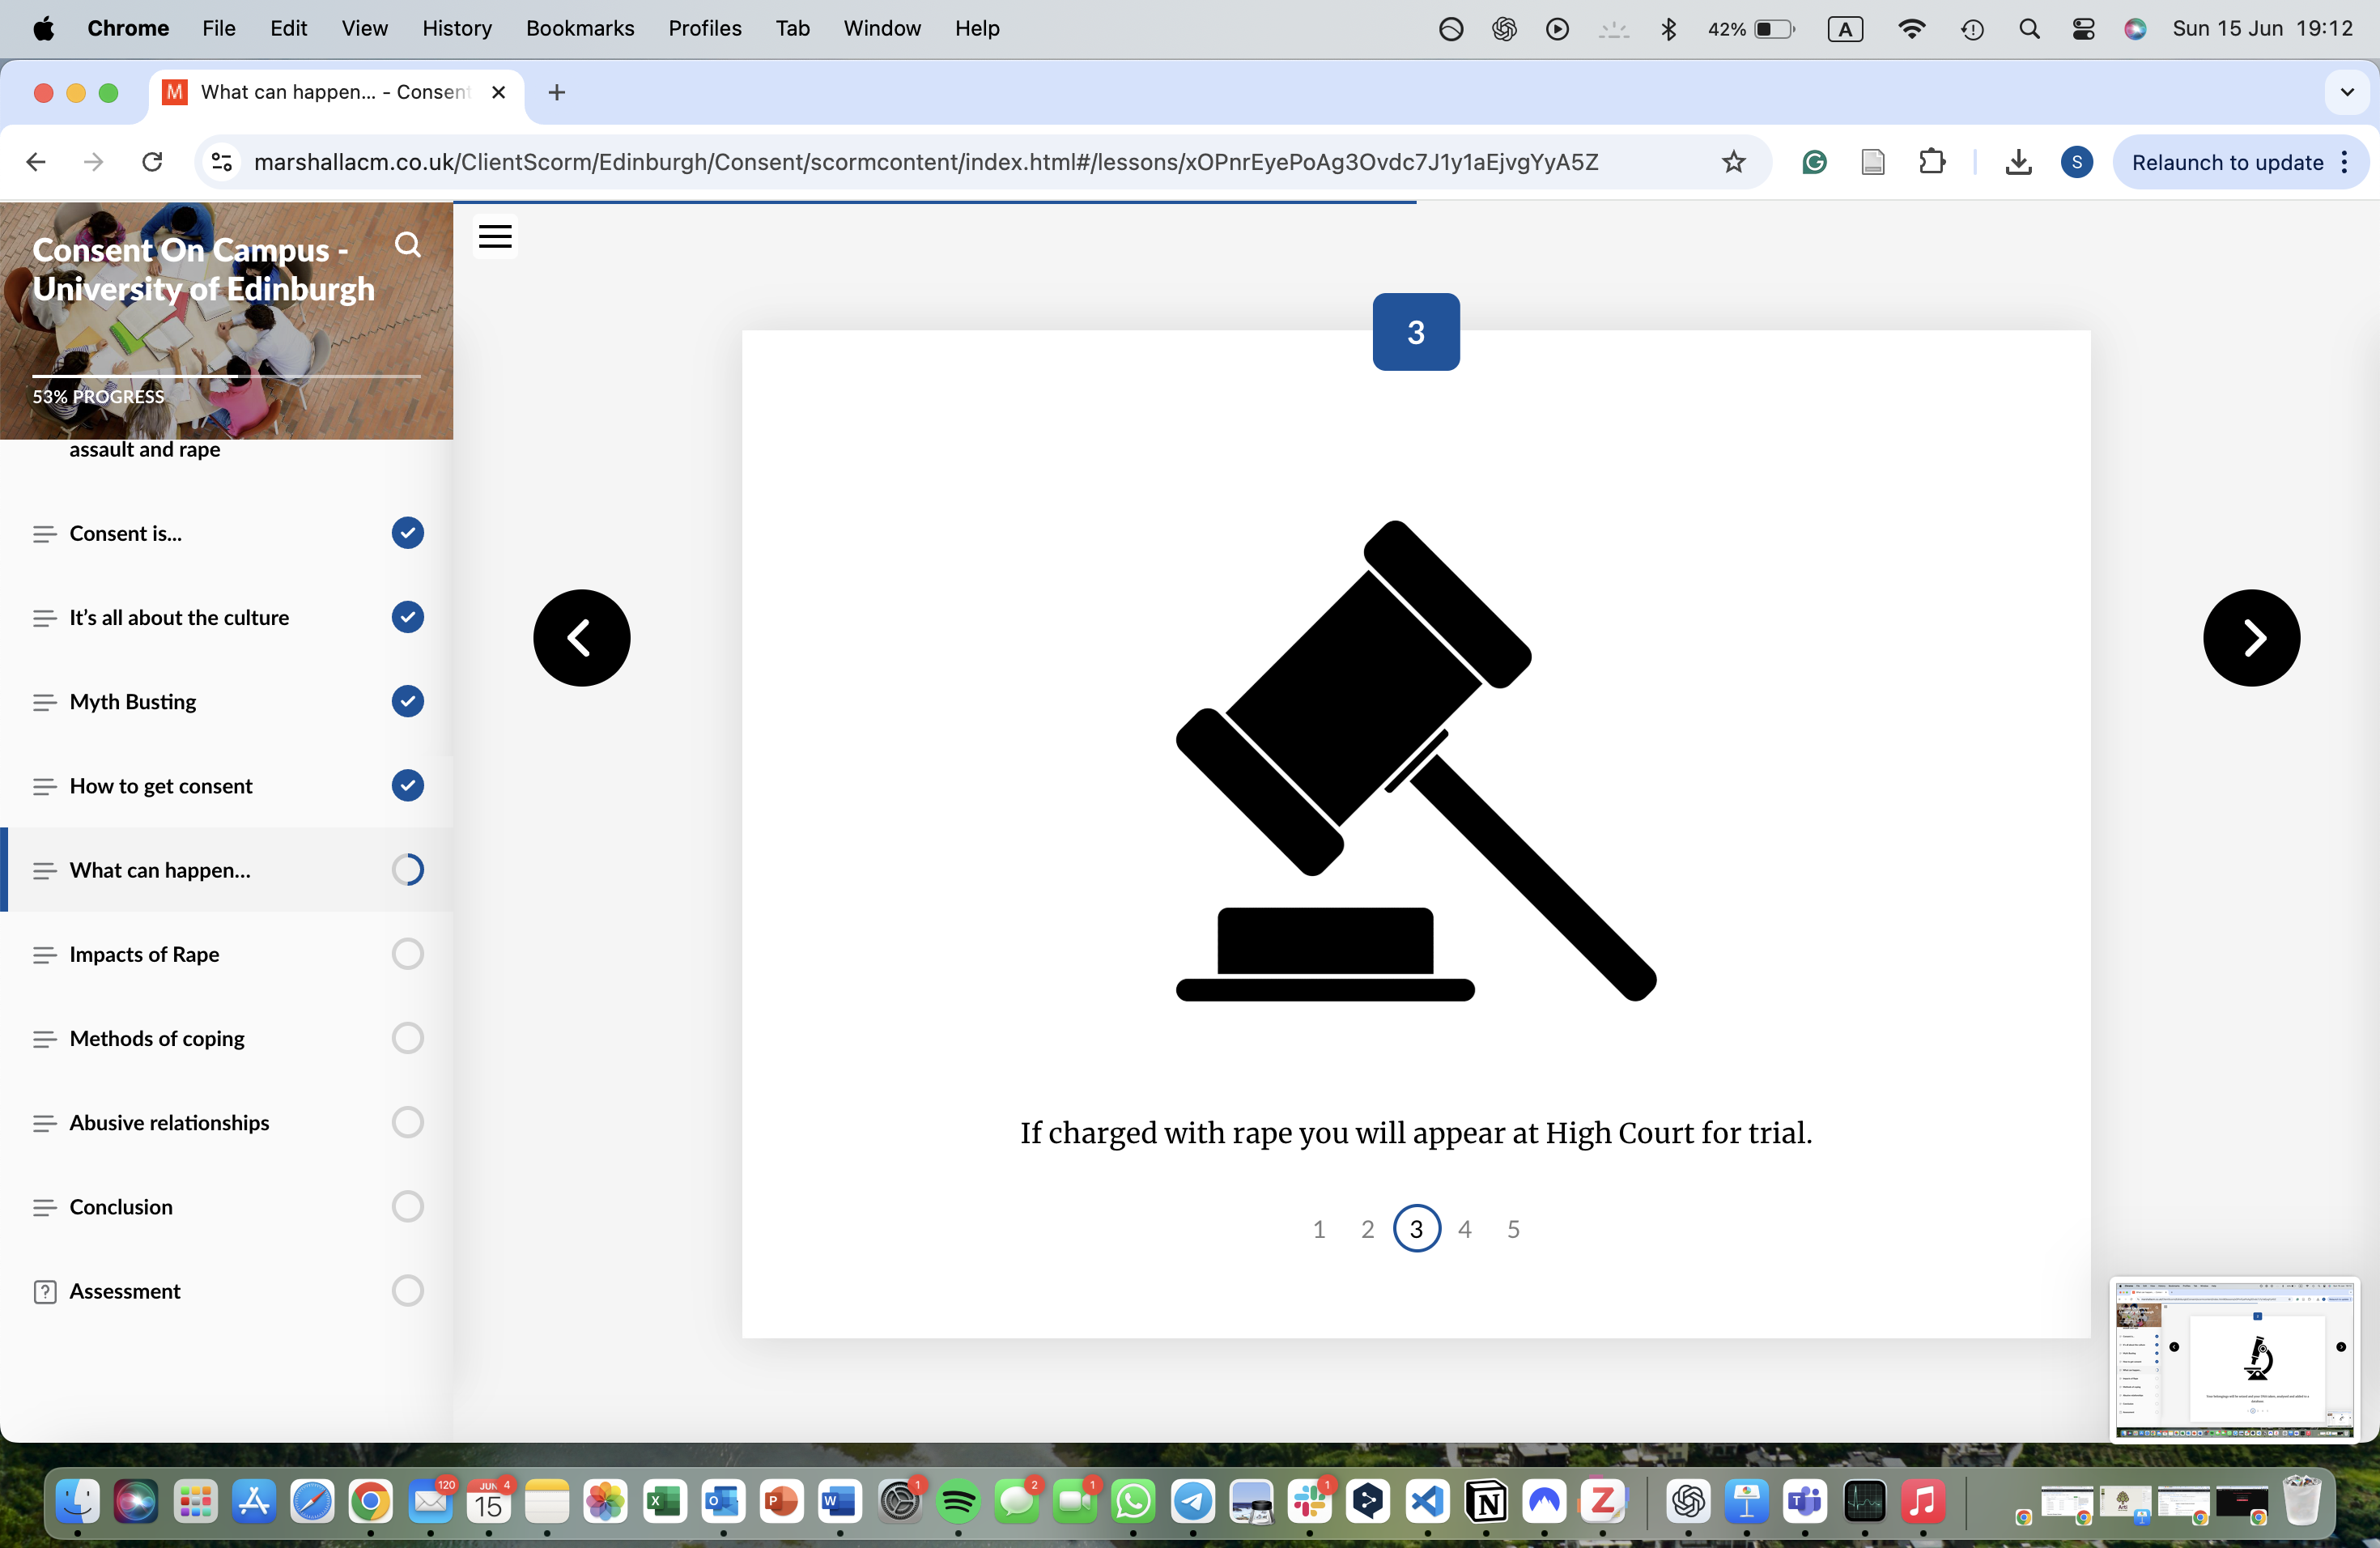 Chrome File Edit View History Bookmarks Profiles Tab Window Help 42% A Sun 15 Jun 19:12
M What can happen... - Consent
marshallacm.co.uk/ClientScorm/Edinburgh/Consent/scormcontent/index.html#/lessons/xOPnrEyePoAg3Ovdc7J1y1aEjvgYyA5Z S Relaunch to update
Consent On Campus -
University of Edinburgh
53% PROGRESS
assault and rape
Consent is...
It’s all about the culture
Myth Busting
How to get consent
What can happen...
Impacts of Rape
Methods of coping
Abusive relationships
Conclusion
? Assessment
3
If charged with rape you will appear at High Court for trial.
1 2 3 4 5
120 JUN 4 1 2 1 1
15 X O P W N Z T